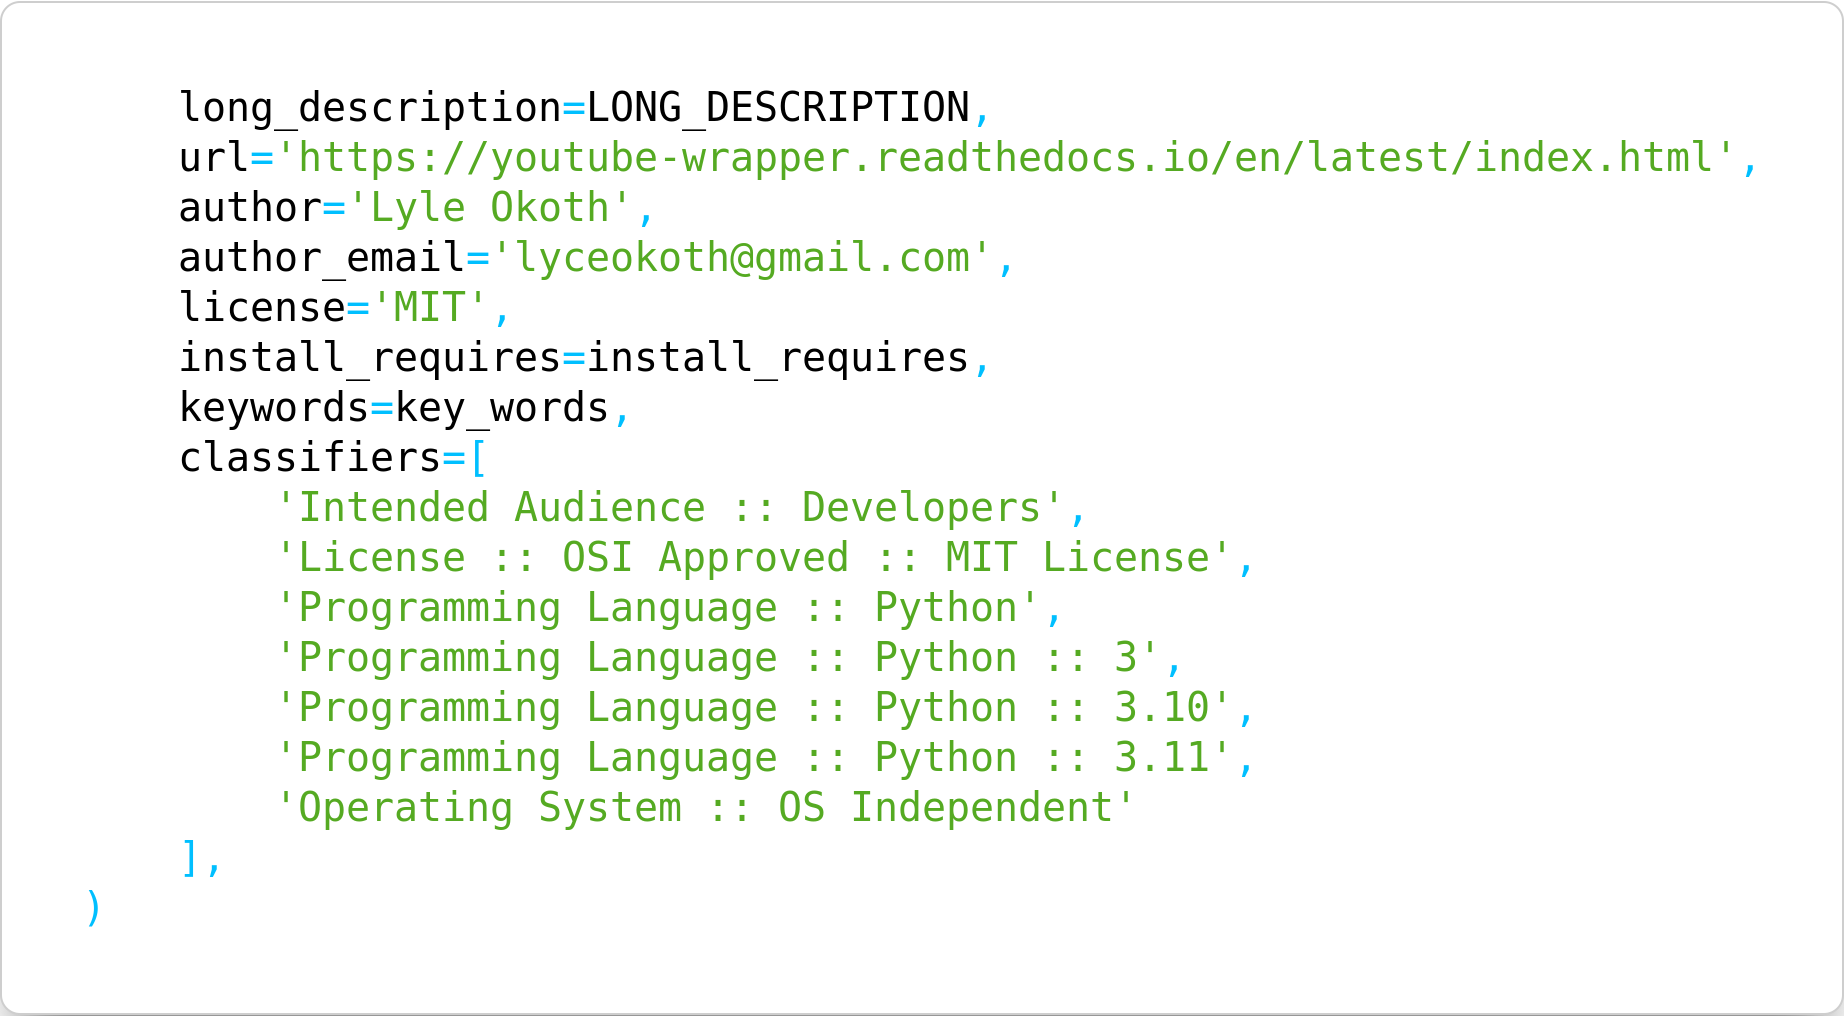 long_description=LONG_DESCRIPTION,
url='https://youtube-wrapper.readthedocs.io/en/latest/index.html',
author='Lyle Okoth',
author_email='lyceokoth@gmail.com',
license='MIT',
install_requires=install_requires,
keywords=key_words,
classifiers=[
'Intended Audience :: Developers',
'License :: OSI Approved :: MIT License',
'Programming Language :: Python',
'Programming Language :: Python :: 3',
'Programming Language :: Python :: 3.10',
'Programming Language :: Python :: 3.11',
'Operating System :: OS Independent'
],
)